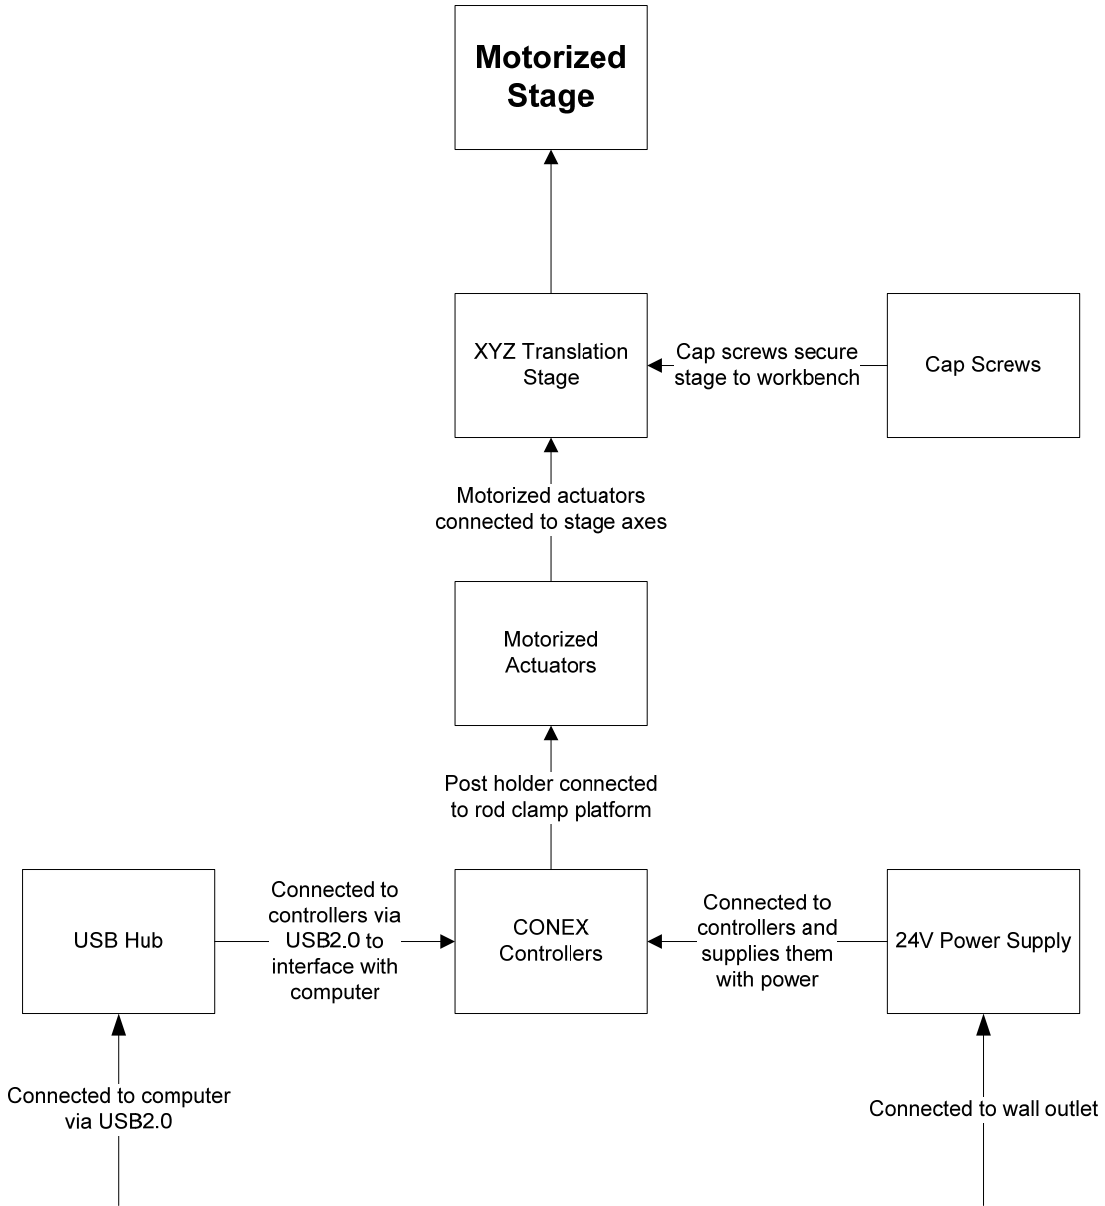 Motorized
Stage
XYZ Translation
Stage
Cap screws secure
stage to workbench
Cap Screws
Motorized actuators
connected to stage axes
Motorized
Actuators
Post holder connected
to rod clamp platform
USB Hub
Connected to
controllers via
USB2.0 to
interface with
computer
CONEX
Controllers
Connected to
controllers and
supplies them
with power
24V Power Supply
Connected to computer
via USB2.0
Connected to wall outlet